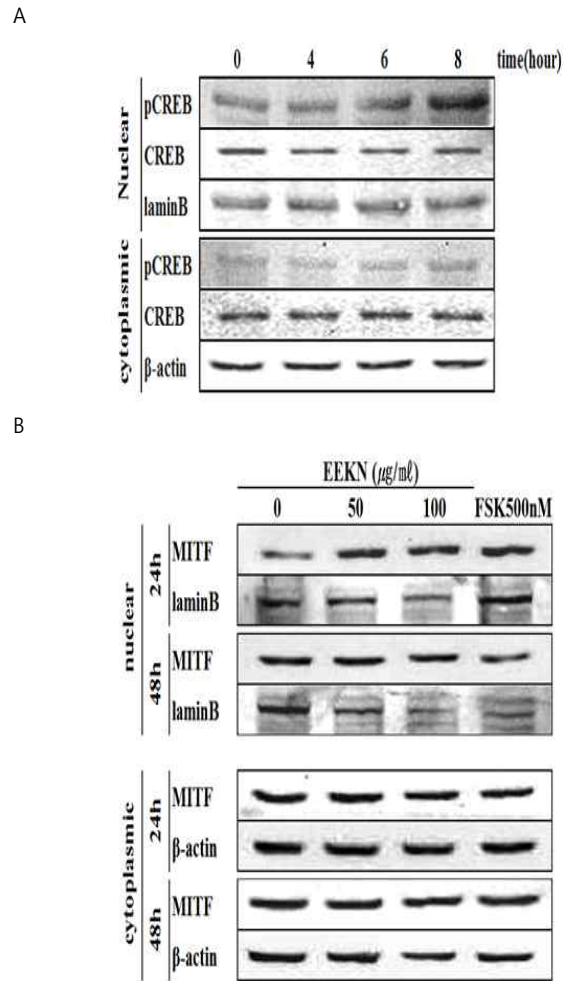 A
0 4 6 8 time(hour)
Nuclear
pCREB
CREB
laminB
cytoplasmic
pCREB
CREB
β-actin
B
EEKN (μg/㎖)
0 50 100 FSK500nM
nuclear
24h
MITF
laminB
48h
MITF
laminB
cytoplasmic
24h
MITF
β-actin
48h
MITF
β-actin